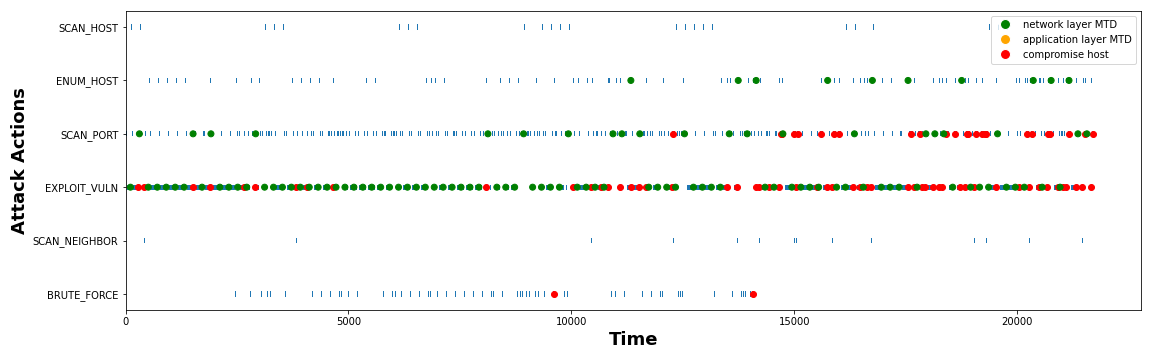 SCAN_HOST
ENUM_HOST
SCAN_PORT
EXPLOIT_VULN
SCAN_NEIGHBOR
BRUTE_FORCE
Attack Actions
network layer MTD
application layer MTD
compromise host
0 5000 10000 15000 20000
Time